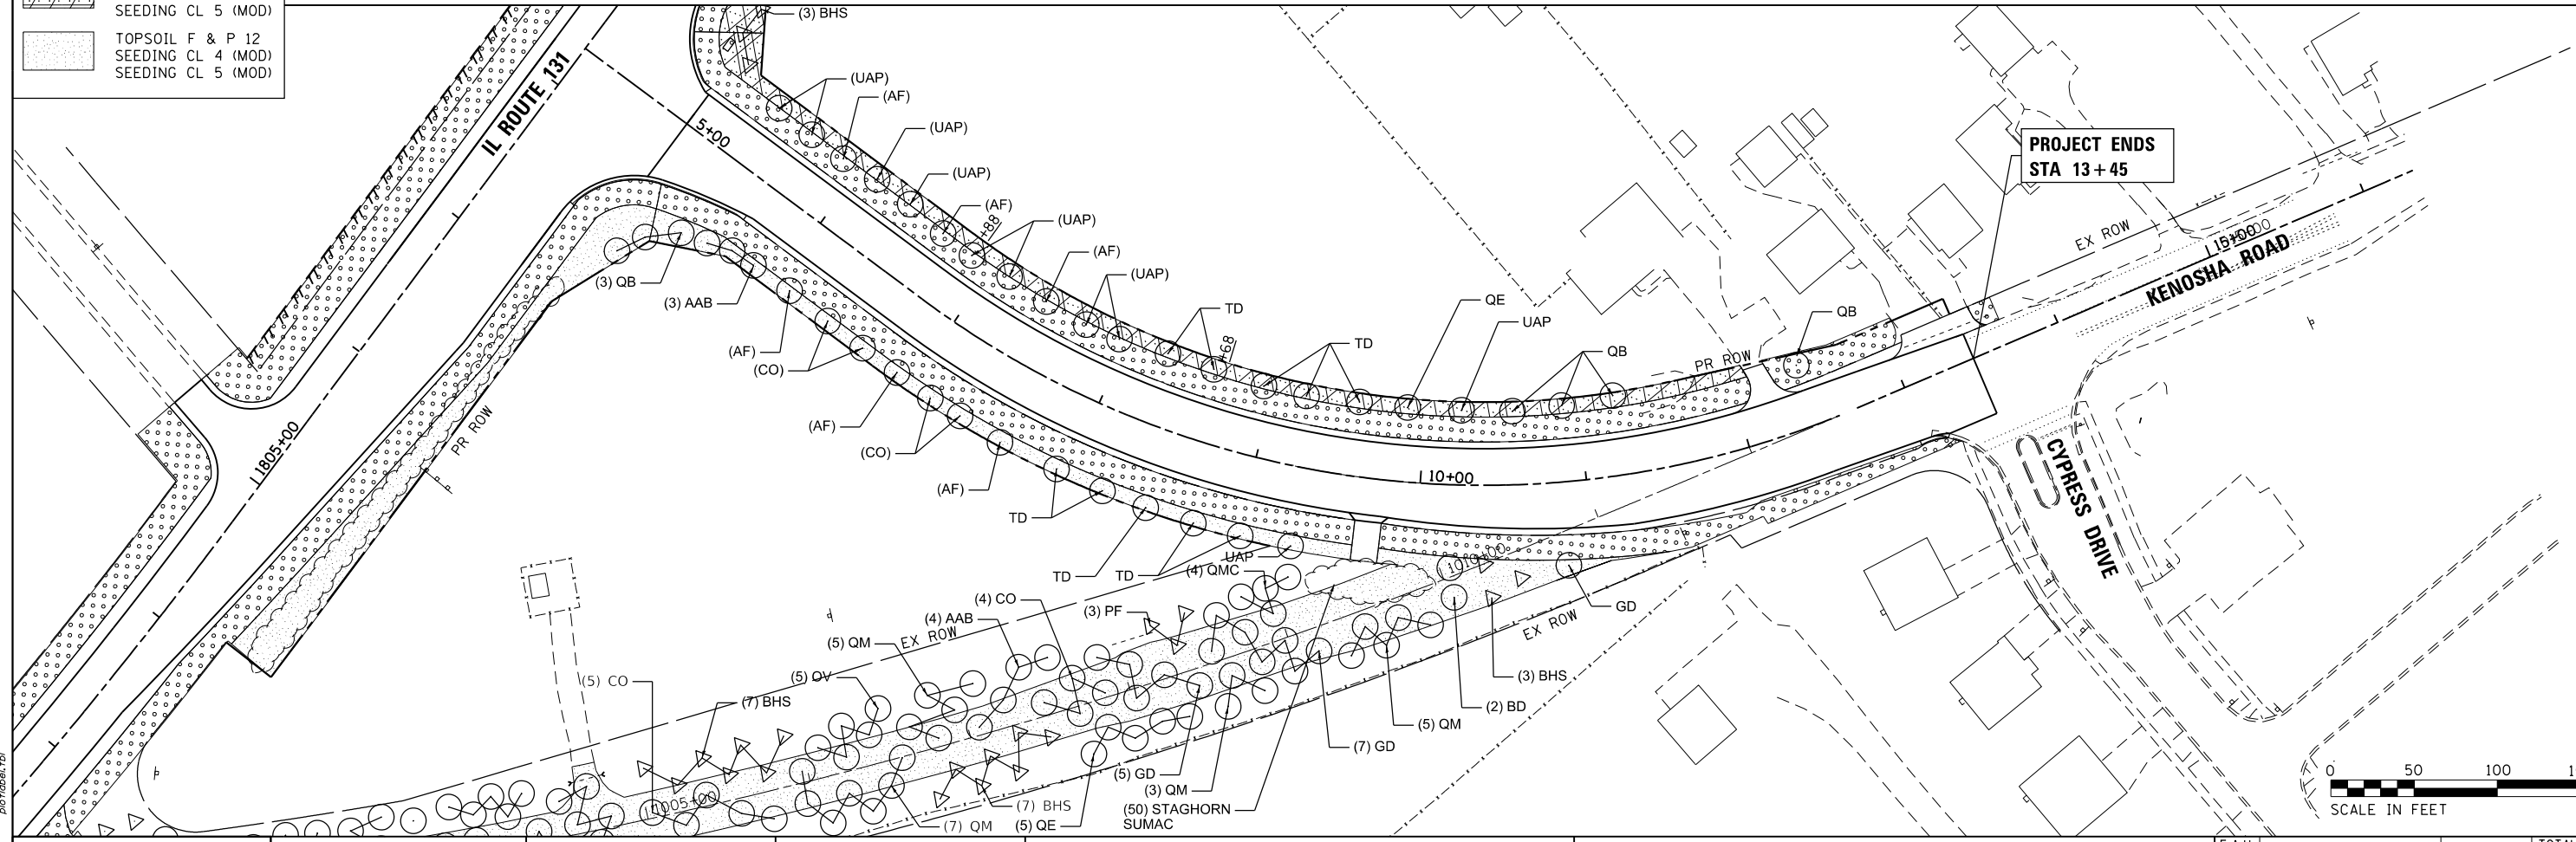 SEEDING CL 5 (MOD)
TOPSOIL F & P 12
SEEDING CL 4 (MOD)
SEEDING CL 5 (MOD)
IL ROUTE 131
(3) BHS
(UAP)
(AF)
(UAP)
(UAP)
(AF)
+88
(UAP)
(AF)
(UAP)
TD
+68
TD
QE
UAP
QB
PR ROW
QB
PROJECT ENDS
STA 13+45
EX ROW
15+00
KENOSHA ROAD
5+00
(3) QB
(3) AAB
(AF)
(CO)
(AF)
(CO)
(AF)
TD
TD
TD
UAP
10+00
1805+00
PR ROW
CYPRESS DRIVE
(4) QMC
1010+00
GD
EX ROW
(3) PF
(4) CO
(4) AAB
(5) QM
EX ROW
(5) OV
(5) CO
(7) BHS
(3) BHS
(2) BD
(5) QM
(7) GD
(5) GD
(3) QM
(50) STAGHORN
SUMAC
(7) BHS
(7) QM
(5) QE
1005+00
0 50 100
SCALE IN FEET